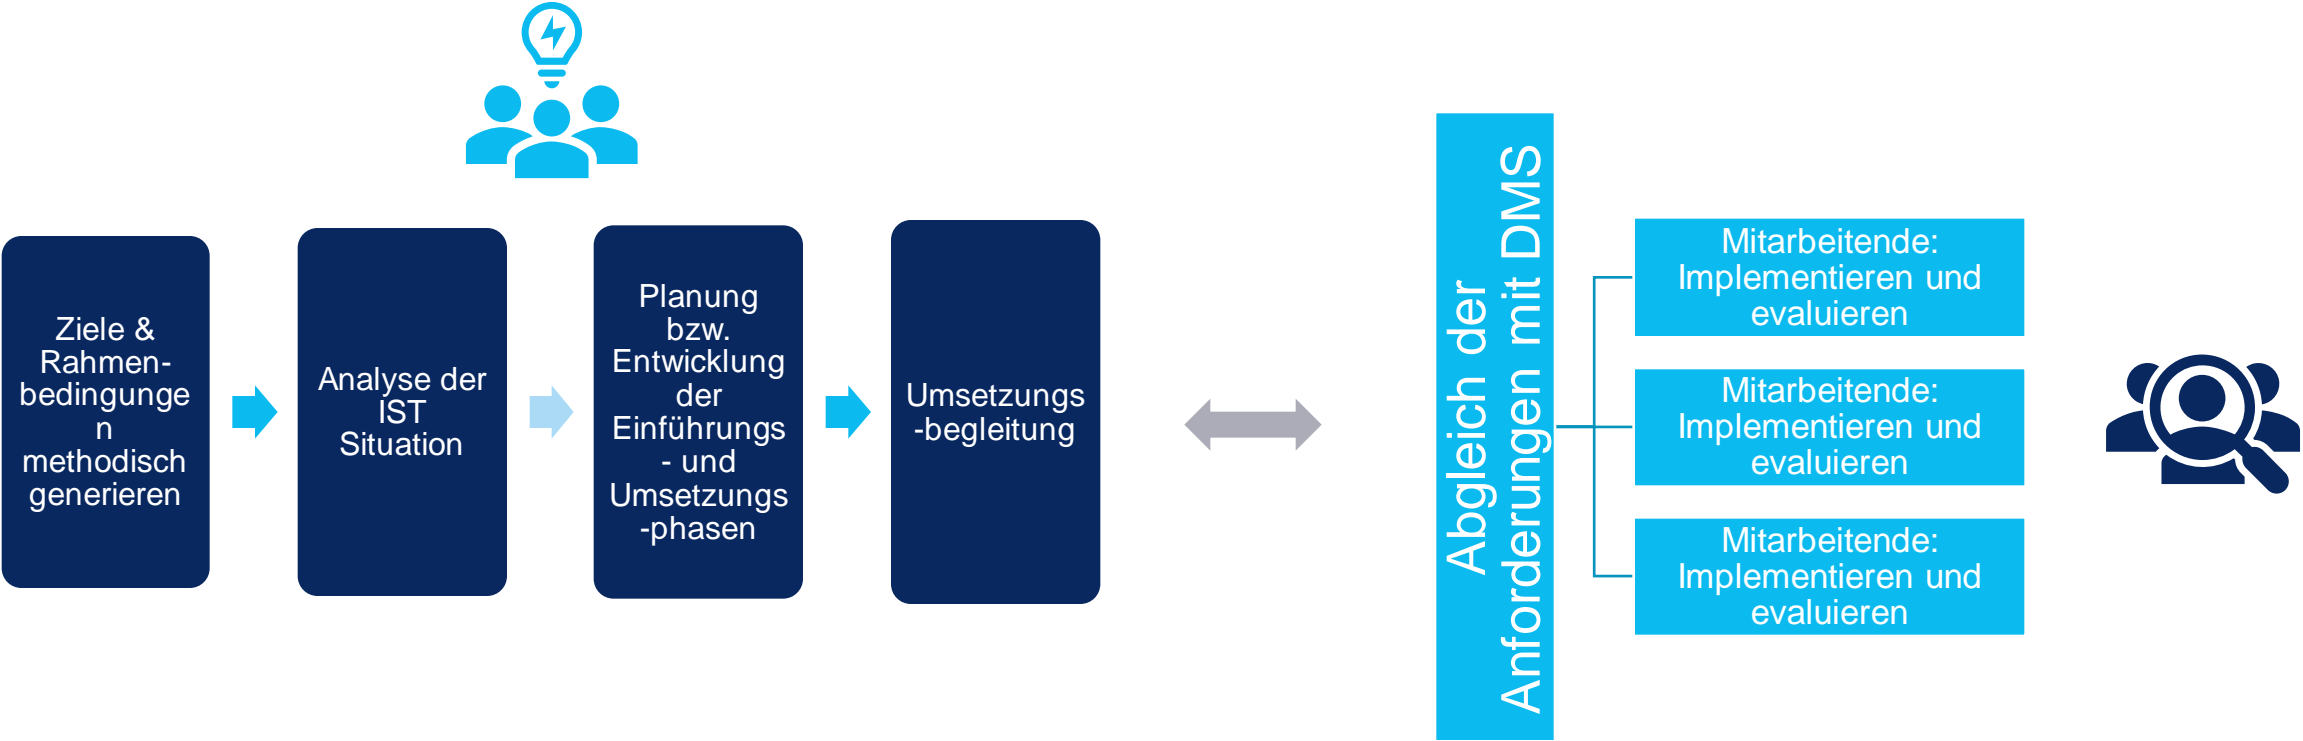 Ziele &
Rahmen-
bedingunge
n
methodisch
generieren
Analyse der
IST
Situation
Planung
bzw.
Entwicklung
der
Einführungs
- und
Umsetzungs
-phasen
Umsetzungs
-begleitung
Abgleich der
Anforderungen mit DMS
Mitarbeitende:
Implementieren und
evaluieren
Mitarbeitende:
Implementieren und
evaluieren
Mitarbeitende:
Implementieren und
evaluieren